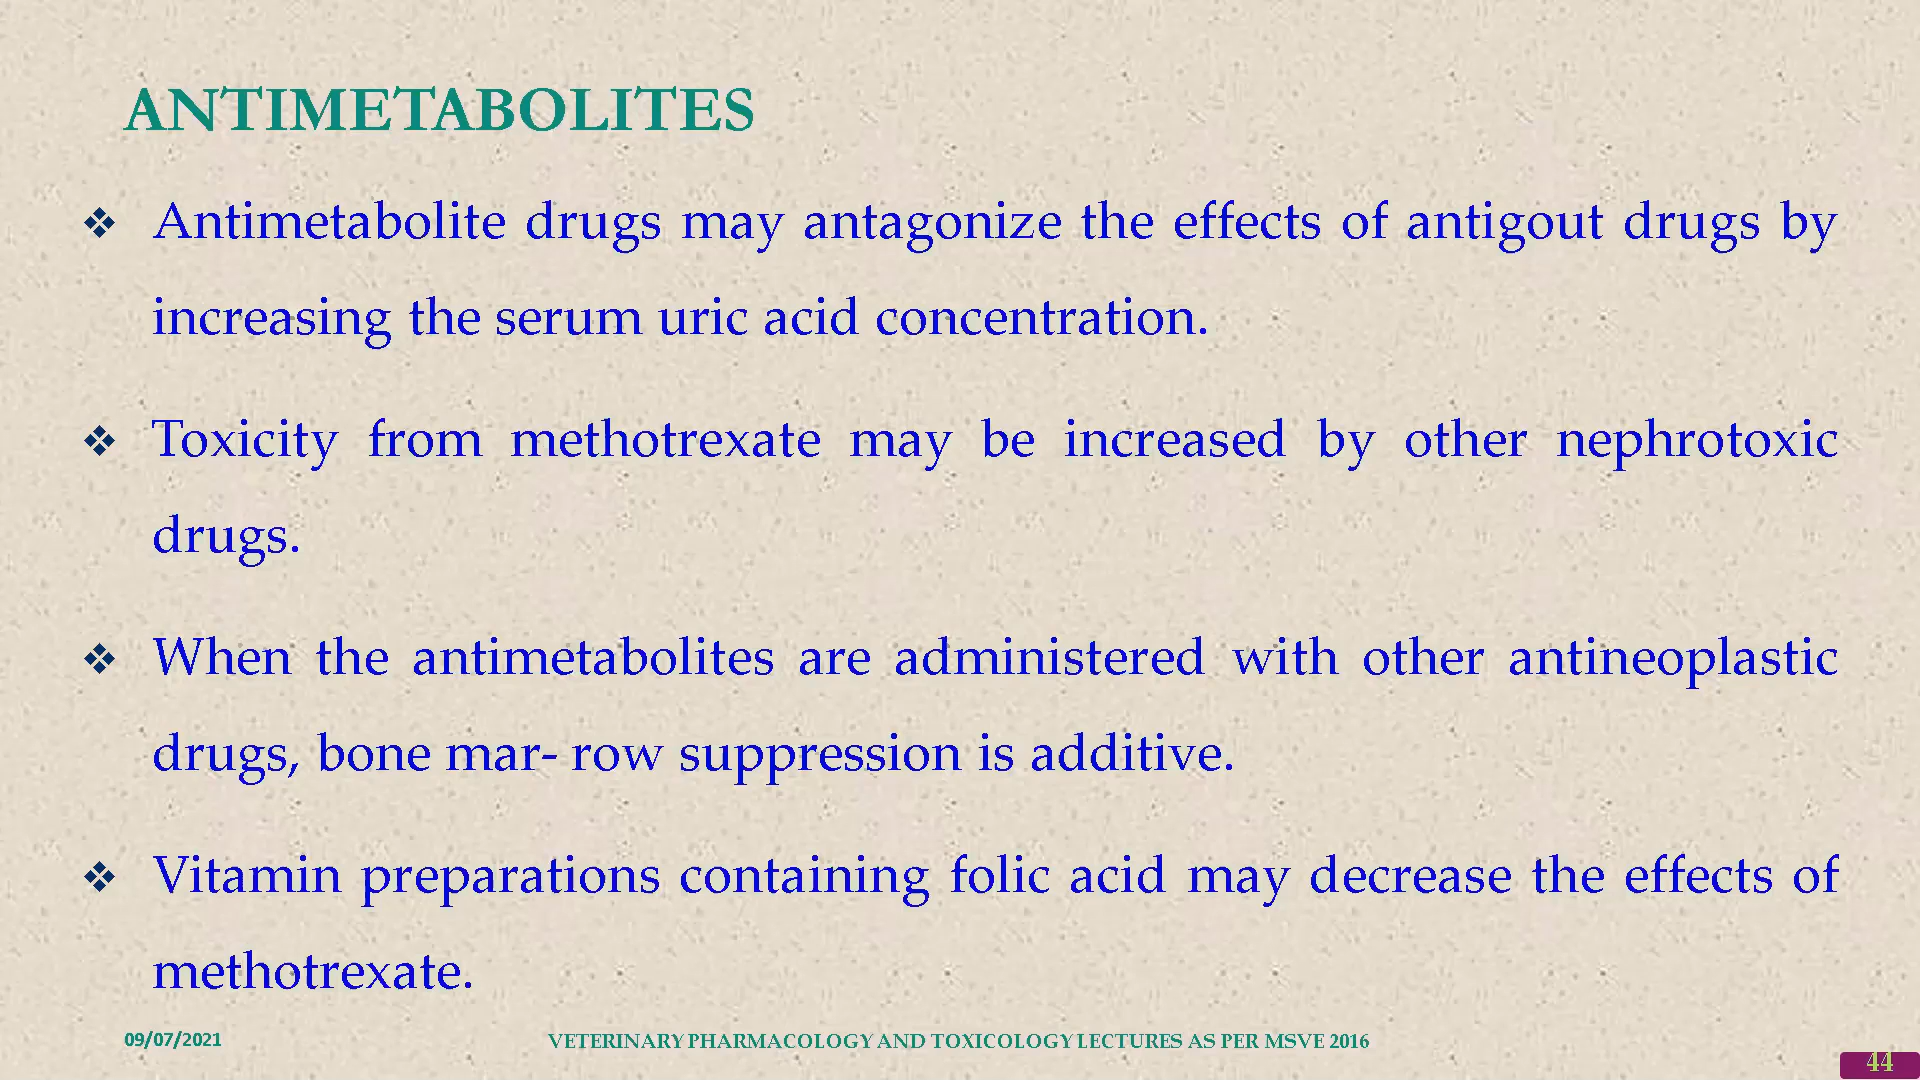 ANTIMETABOLITES
❖ Antimetabolite drugs may antagonize the effects of antigout drugs by
increasing the serum uric acid concentration.
❖ Toxicity from methotrexate may be increased by other nephrotoxic
drugs.
❖ When the antimetabolites are administered with other antineoplastic
drugs, bone mar- row suppression is additive.
❖ Vitamin preparations containing folic acid may decrease the effects of
methotrexate.
09/07/2021
VETERINARY PHARMACOLOGY AND TOXICOLOGY LECTURES AS PER MSVE 2016
44